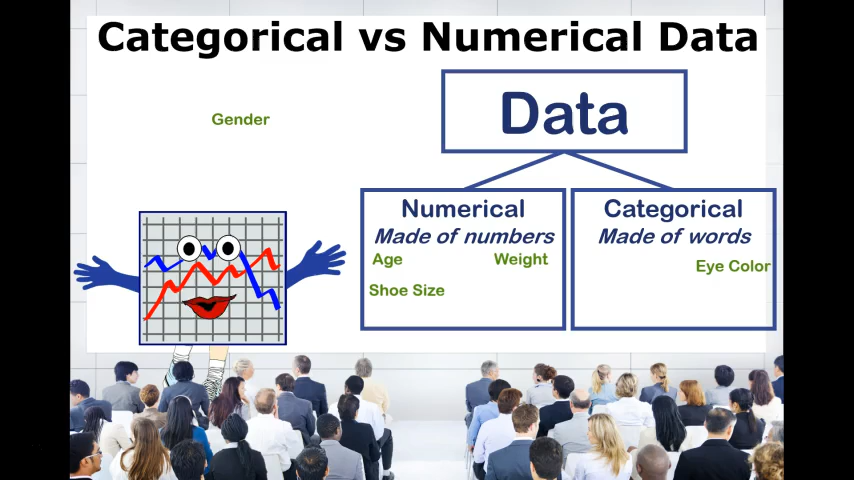 Categorical vs Numerical Data
Gender
Data
Numerical
Made of numbers
Age
Weight
Shoe Size
Categorical
Made of words
Eye Color